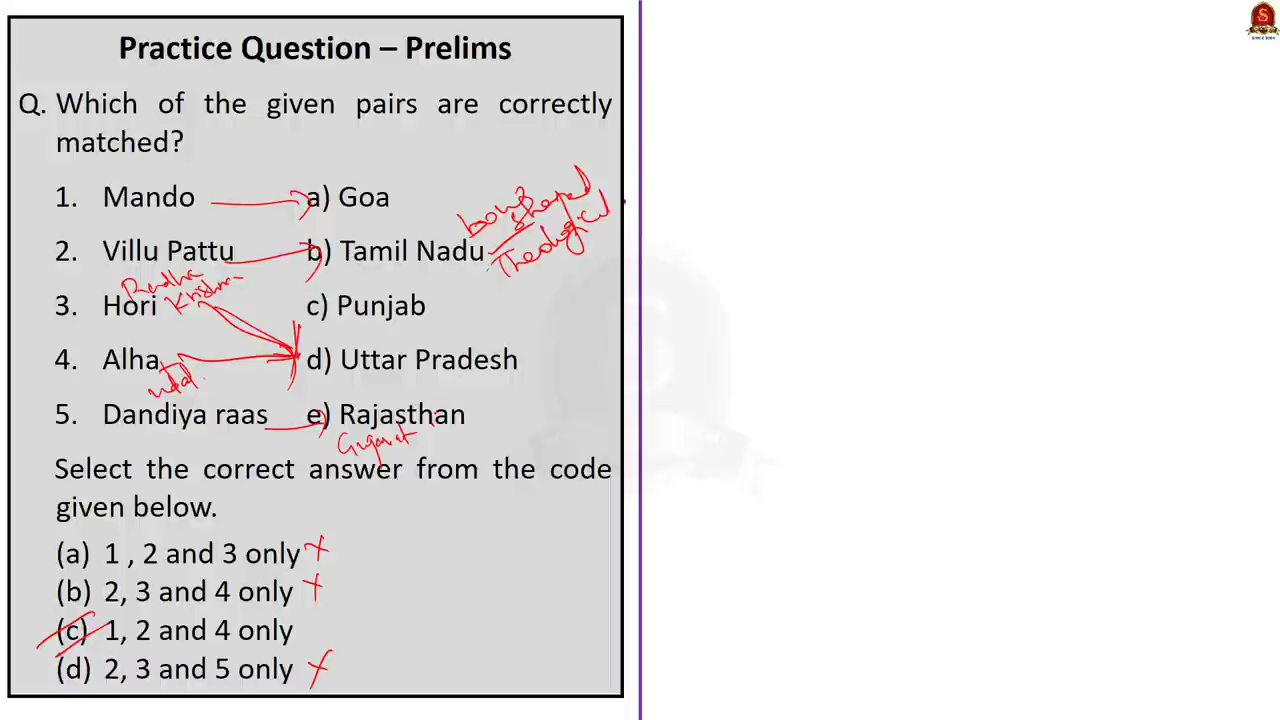 Practice Question – Prelims
Q. Which of the given pairs are correctly
matched?
1. Mando a) Goa
bow shaped
2. Villu Pattu b) Tamil Nadu
Theological
Radha
Krishna
3. Hori c) Punjab
4. Alha d) Uttar Pradesh
Udal
5. Dandiya raas e) Rajasthan
Gujarat
Select the correct answer from the code
given below.
(a) 1 , 2 and 3 only
(b) 2, 3 and 4 only
(c) 1, 2 and 4 only
(d) 2, 3 and 5 only
S
SINCE 2004